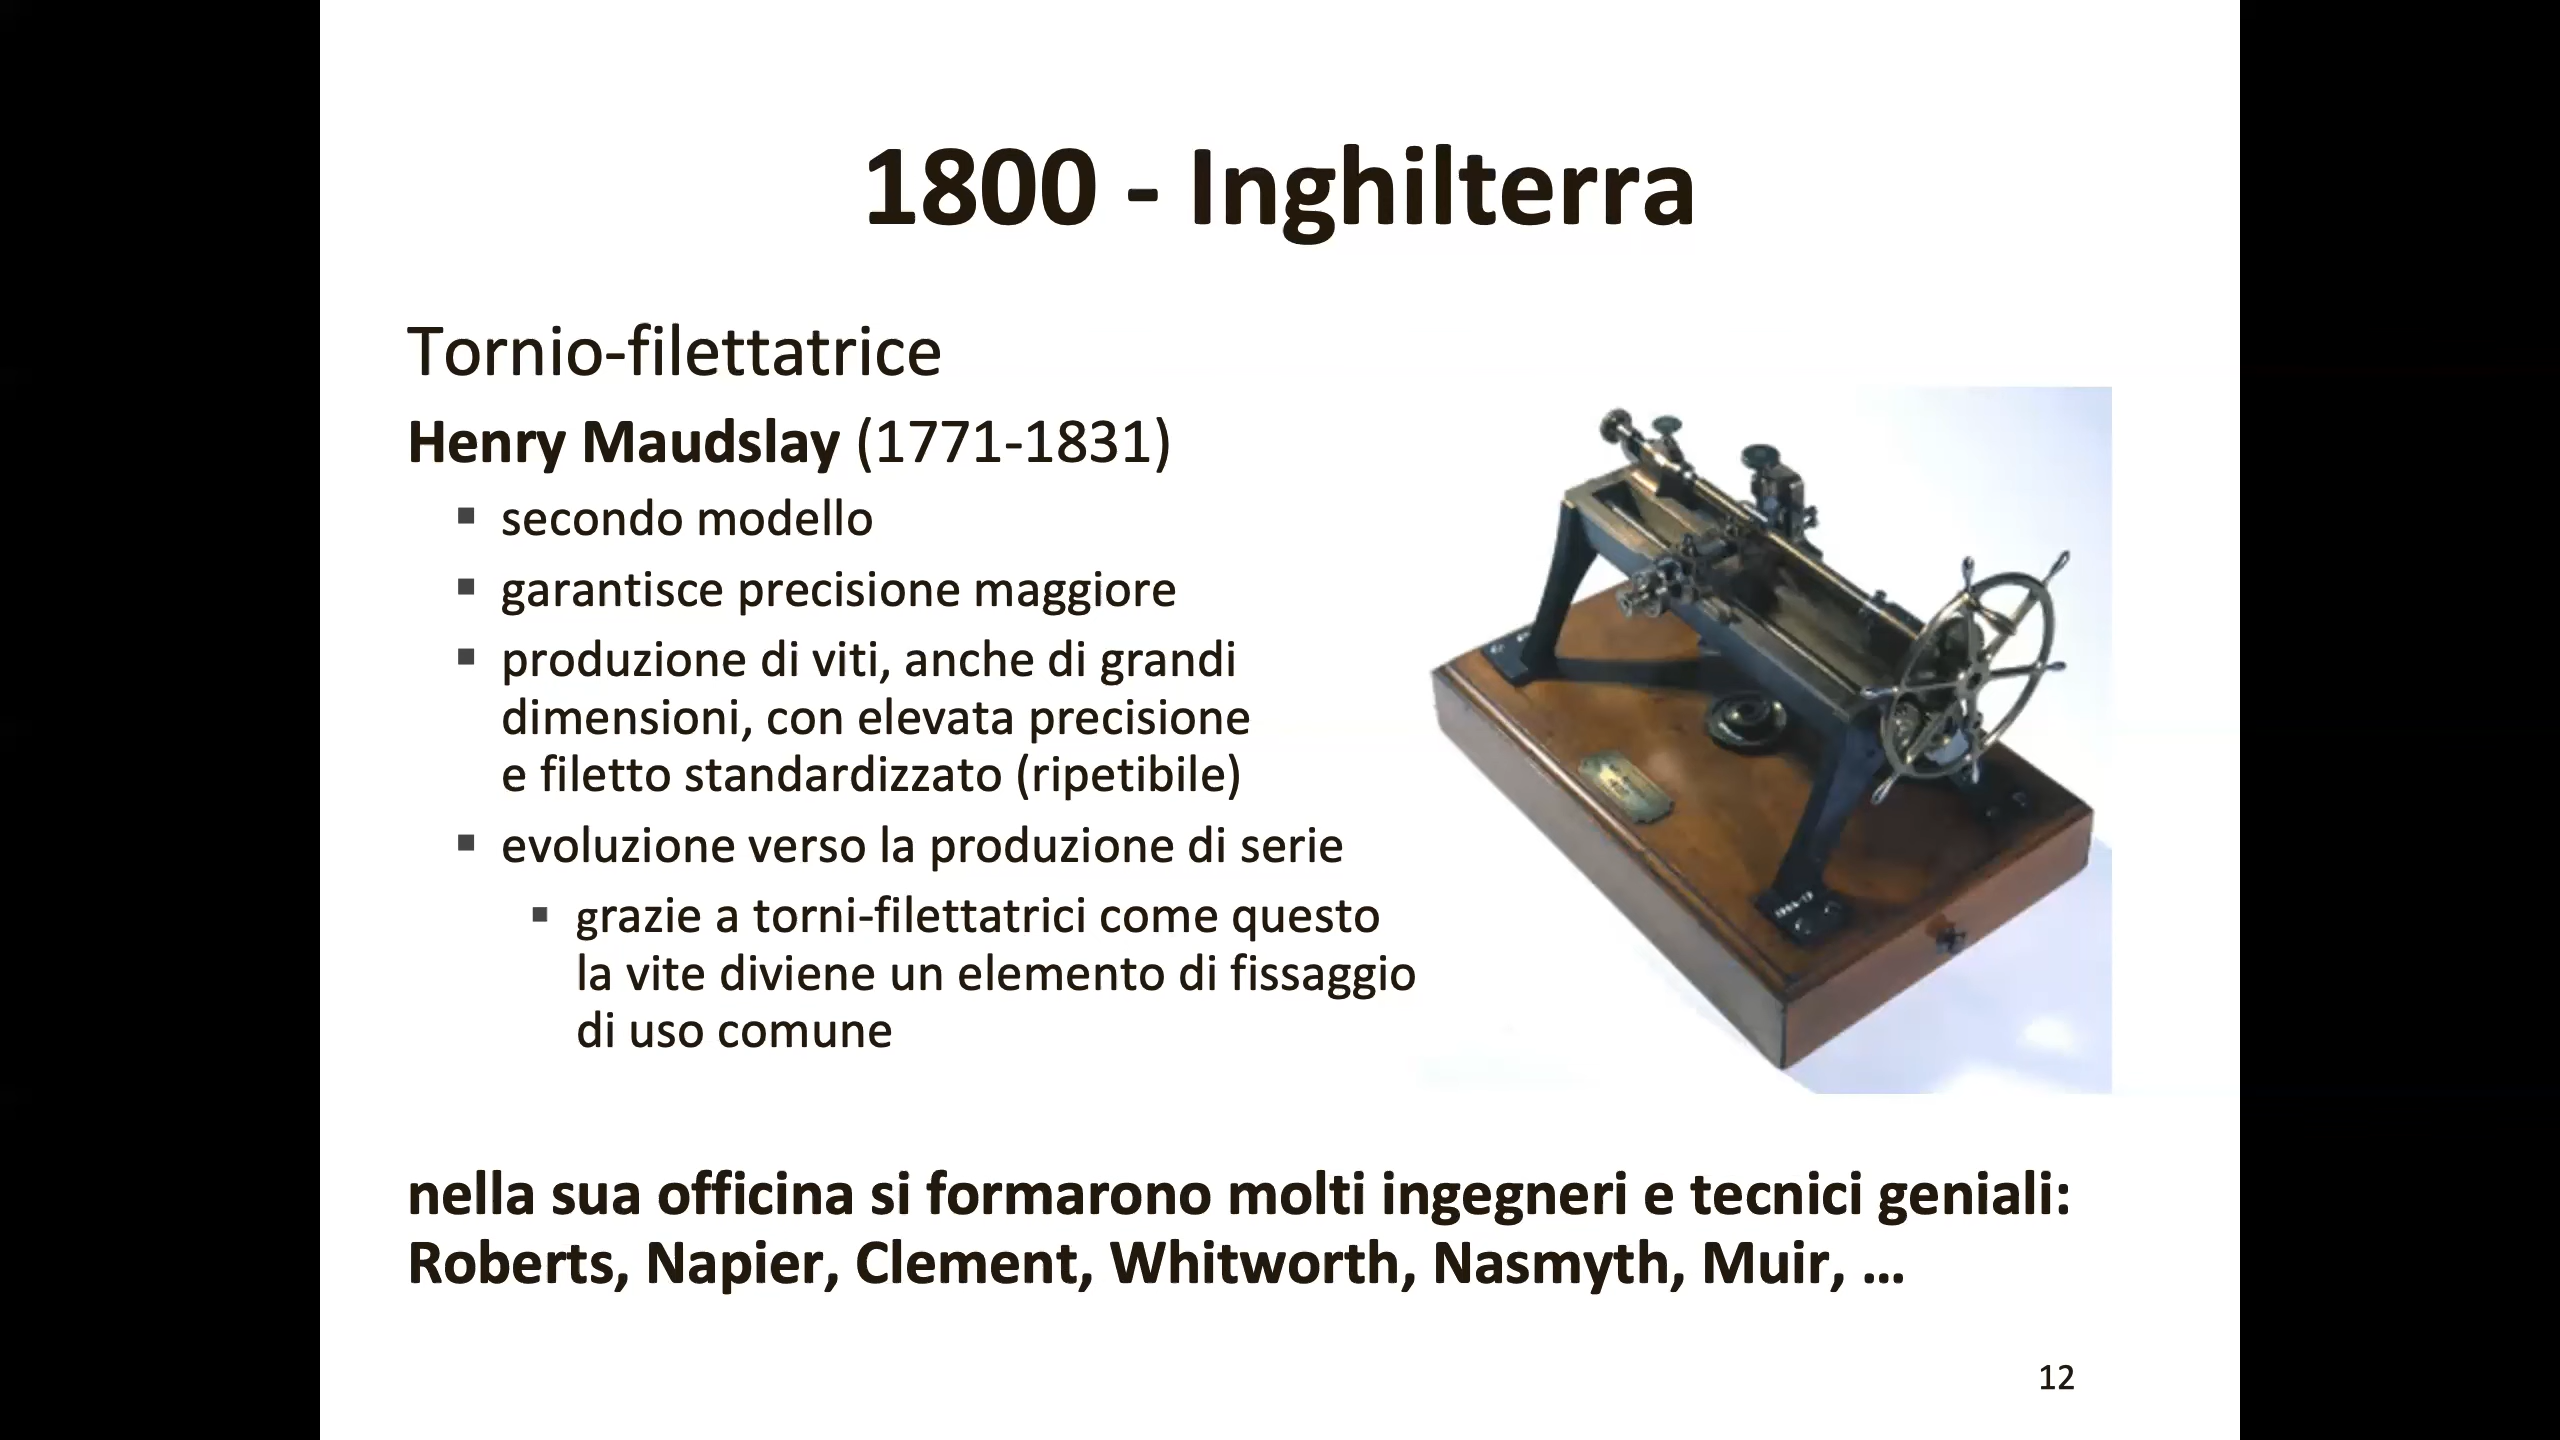 1800 - Inghilterra
Tornio-filettatrice
Henry Maudslay (1771-1831)
▪ secondo modello
▪ garantisce precisione maggiore
▪ produzione di viti, anche di grandi
dimensioni, con elevata precisione
e filetto standardizzato (ripetibile)
▪ evoluzione verso la produzione di serie
▪ grazie a torni-filettatrici come questo
la vite diviene un elemento di fissaggio
di uso comune
nella sua officina si formarono molti ingegneri e tecnici geniali:
Roberts, Napier, Clement, Whitworth, Nasmyth, Muir, ...
12